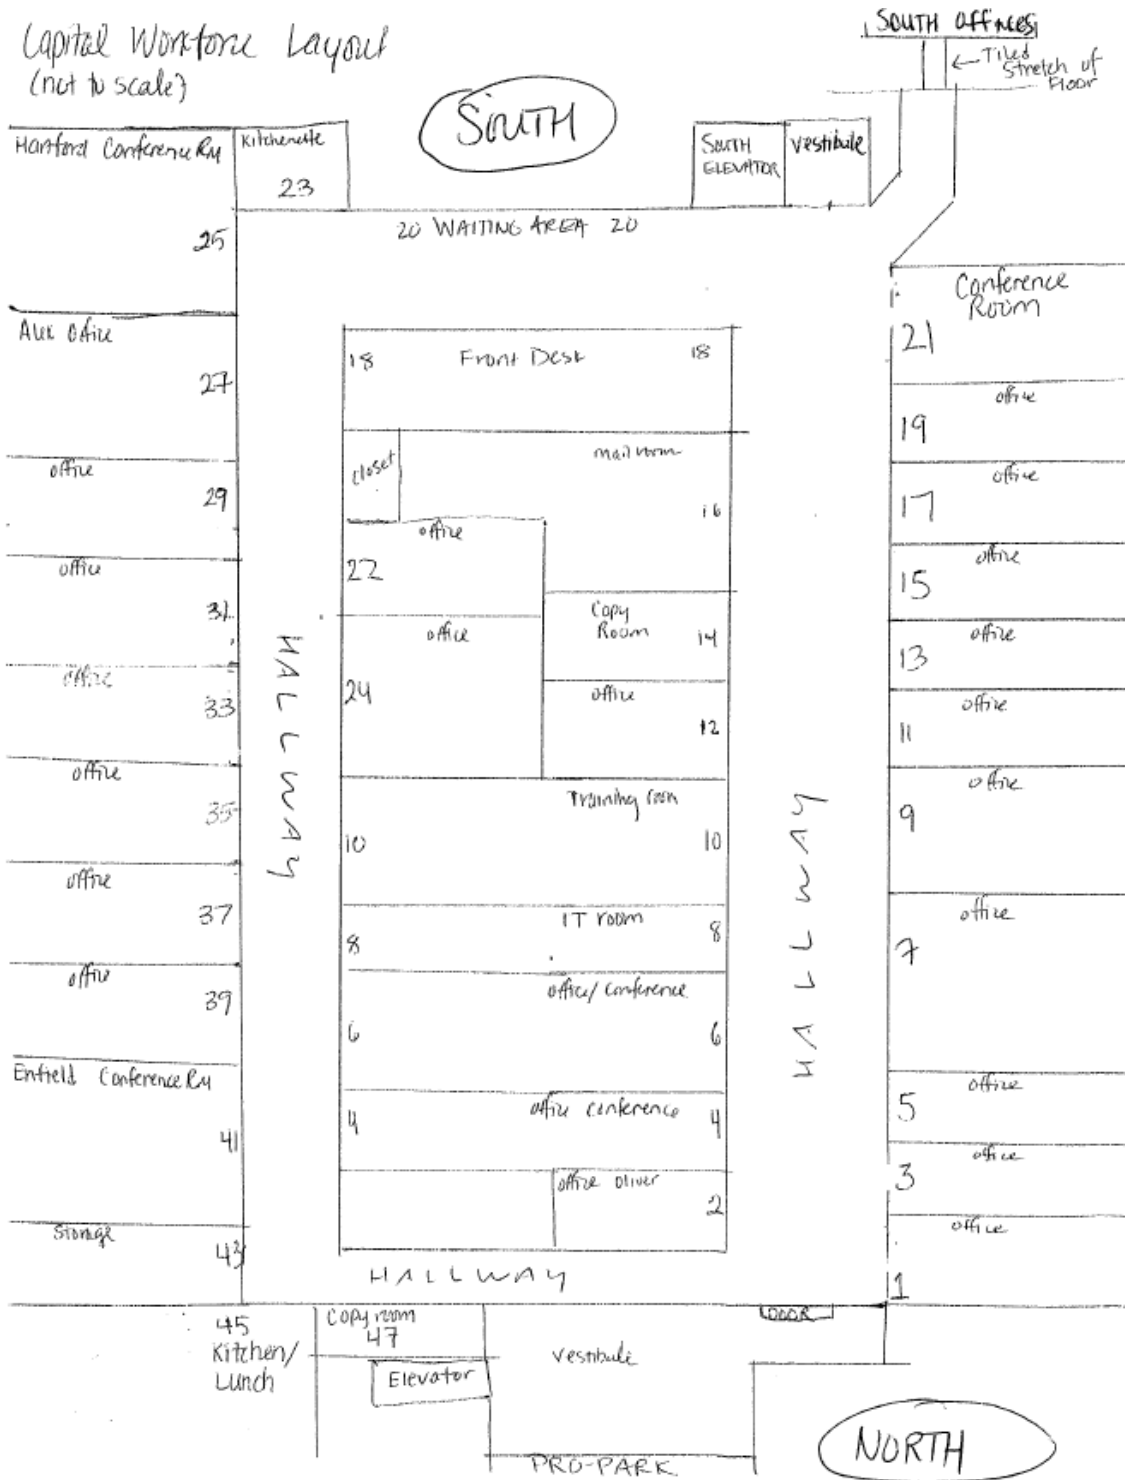 Capital Workforce Layout
(not to scale)
SOUTH
SOUTH OFFICES
← Tiled
Stretch of
Floor
Hartford Conference RM
25
Kitchenette
23
SOUTH
ELEVATOR
Vestibule
20 WAITING AREA 20
Aux Office
27
office
29
office
31
office
33
office
35
office
37
office
39
Enfield Conference RM
41
Storage
43
HALLWAY
18 Front Desk 18
closet
mail room
16
office
22
Copy
Room 14
office
24
office
12
Training room
10 10
IT room
8 8
office/ conference
6 6
office conference
4 4
office Oliver
2
HALLWAY
HALLWAY
Conference
Room
21
office
19
office
17
office
15
office
13
office
11
office
9
office
7
office
5
office
3
office
1
45
Kitchen/
Lunch
Copy room
47
Elevator
Vestibule
DOOR
PRO-PARK
NORTH